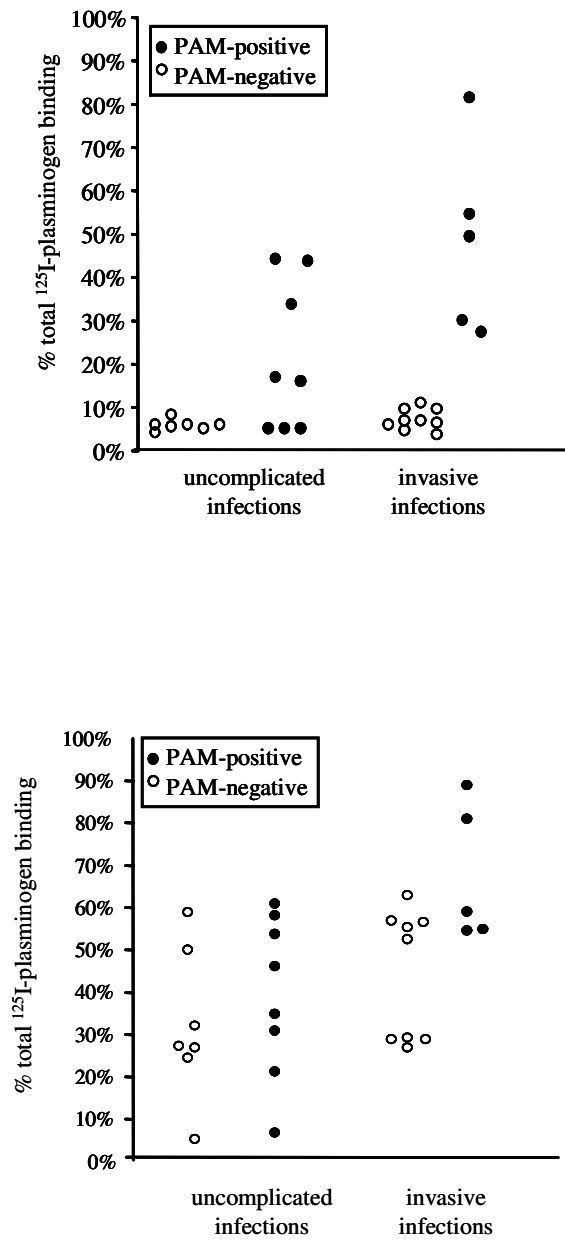 100%
90%
80%
70%
60%
50%
40%
30%
20%
10%
0%
% total 125I-plasminogen binding
PAM-positive
PAM-negative
uncomplicated
infections
invasive
infections
100%
90%
80%
70%
60%
50%
40%
30%
20%
10%
0%
% total 125I-plasminogen binding
PAM-positive
PAM-negative
uncomplicated
infections
invasive
infections